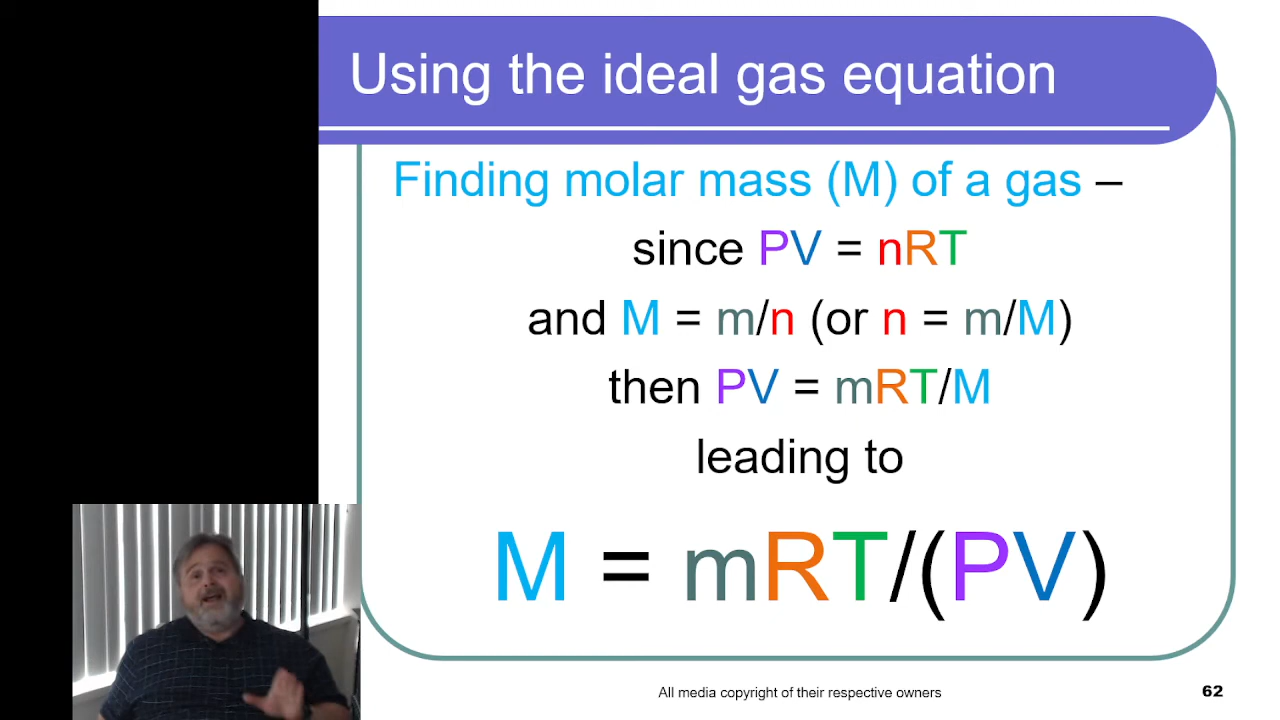 Using the ideal gas equation
Finding molar mass (M) of a gas –
since PV = nRT
and M = m/n (or n = m/M)
then PV = mRT/M
leading to
M = mRT/(PV)
All media copyright of their respective owners
62